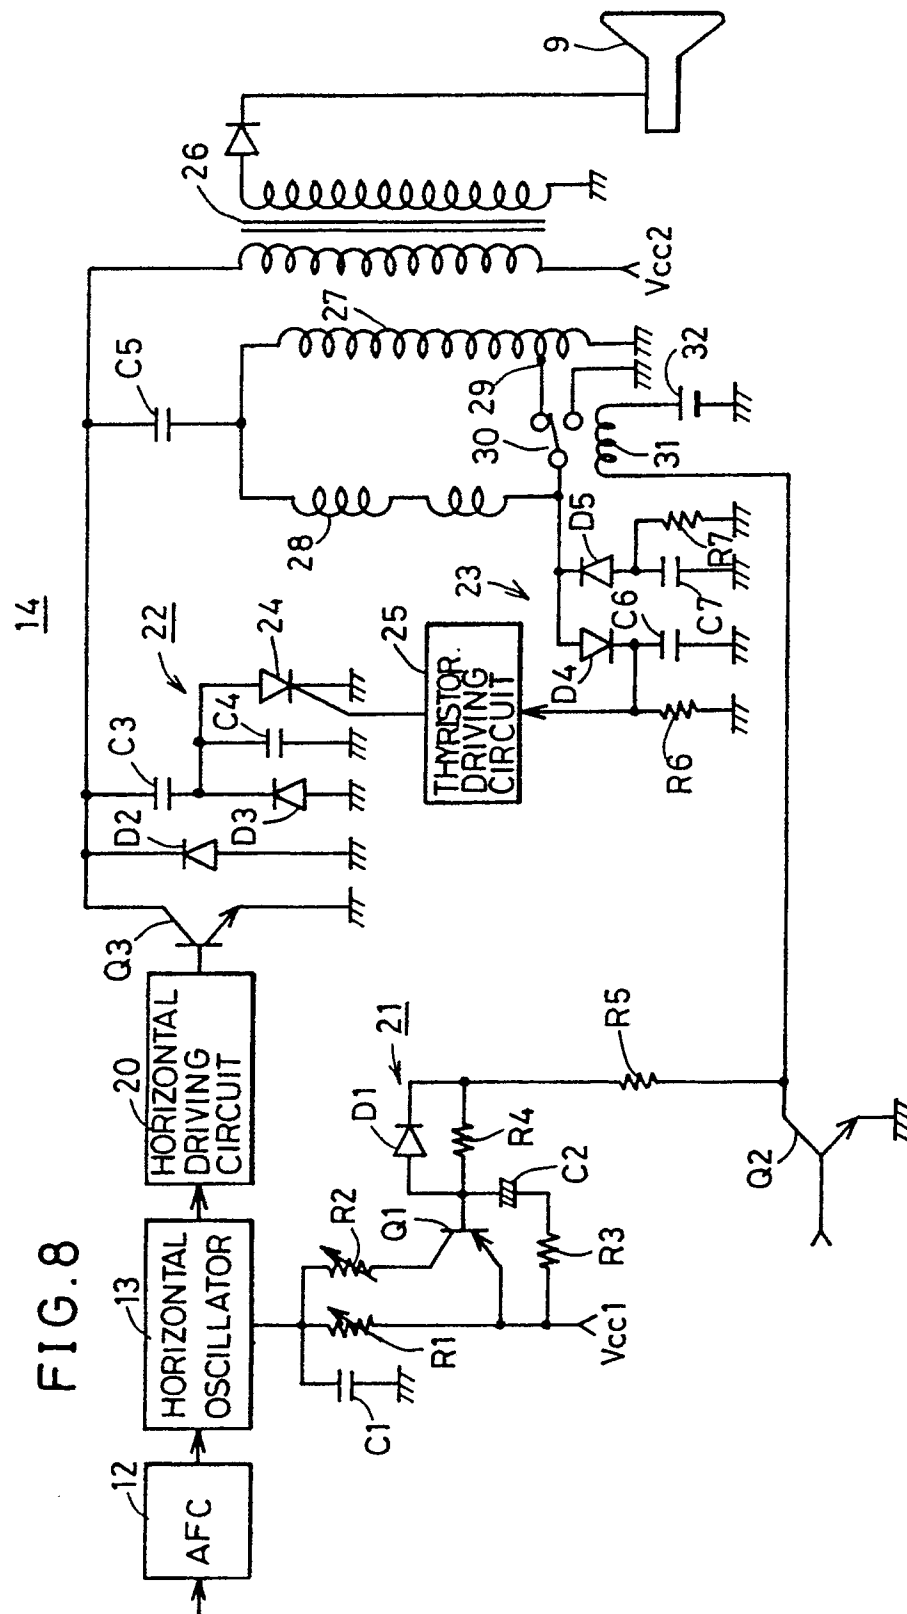 FIG.8
14
12
AFC
13
HORIZONTAL
OSCILLATOR
20
HORIZONTAL
DRIVING
CIRCUIT
Q3
D2
C3
22
D3
C4
24
C5
26
9
27
28
29
30
31
32
Vcc2
23
25
THYRISTOR.
DRIVING
CIRCUIT
D4
D5
R6
C6
C7
R7
C1
R1
R2
Q1
D1
21
R4
C2
R3
Vcc1
R5
Q2